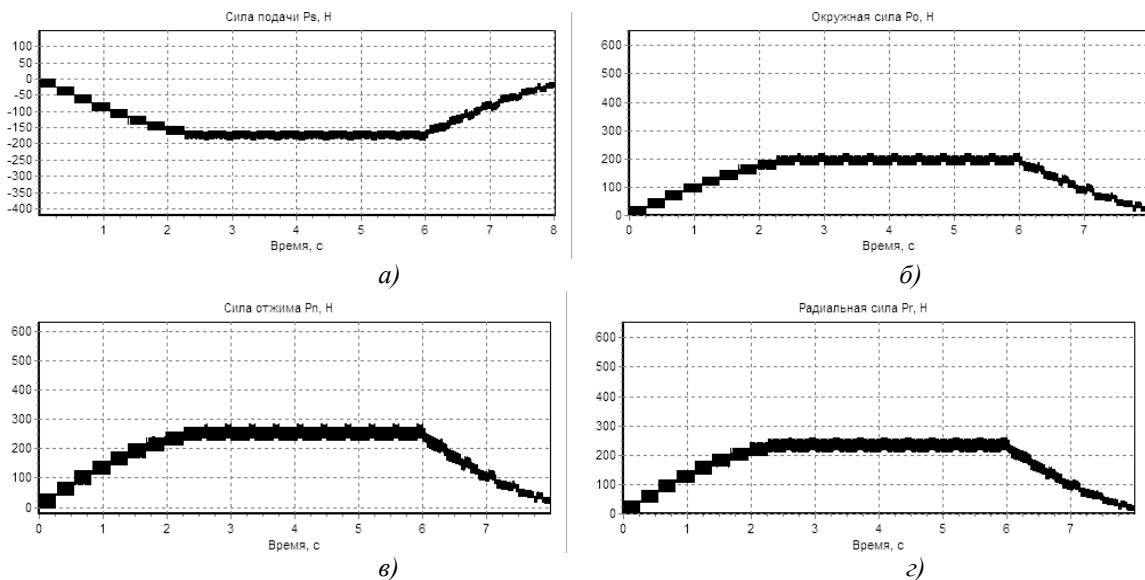 Сила подачи Ps, Н
100
50
0
-50
-100
-150
-200
-250
-300
-350
-400
1 2 3 4 5 6 7 8
Время, с
а)
Окружная сила Po, Н
600
500
400
300
200
100
0
0 1 2 3 4 5 6 7
Время, с
б)
Сила отжима Pn, Н
600
500
400
300
200
100
0
0 1 2 3 4 5 6 7
Время, с
в)
Радиальная сила Pr, Н
600
500
400
300
200
100
0
0 1 2 3 4 5 6 7
Время, с
г)